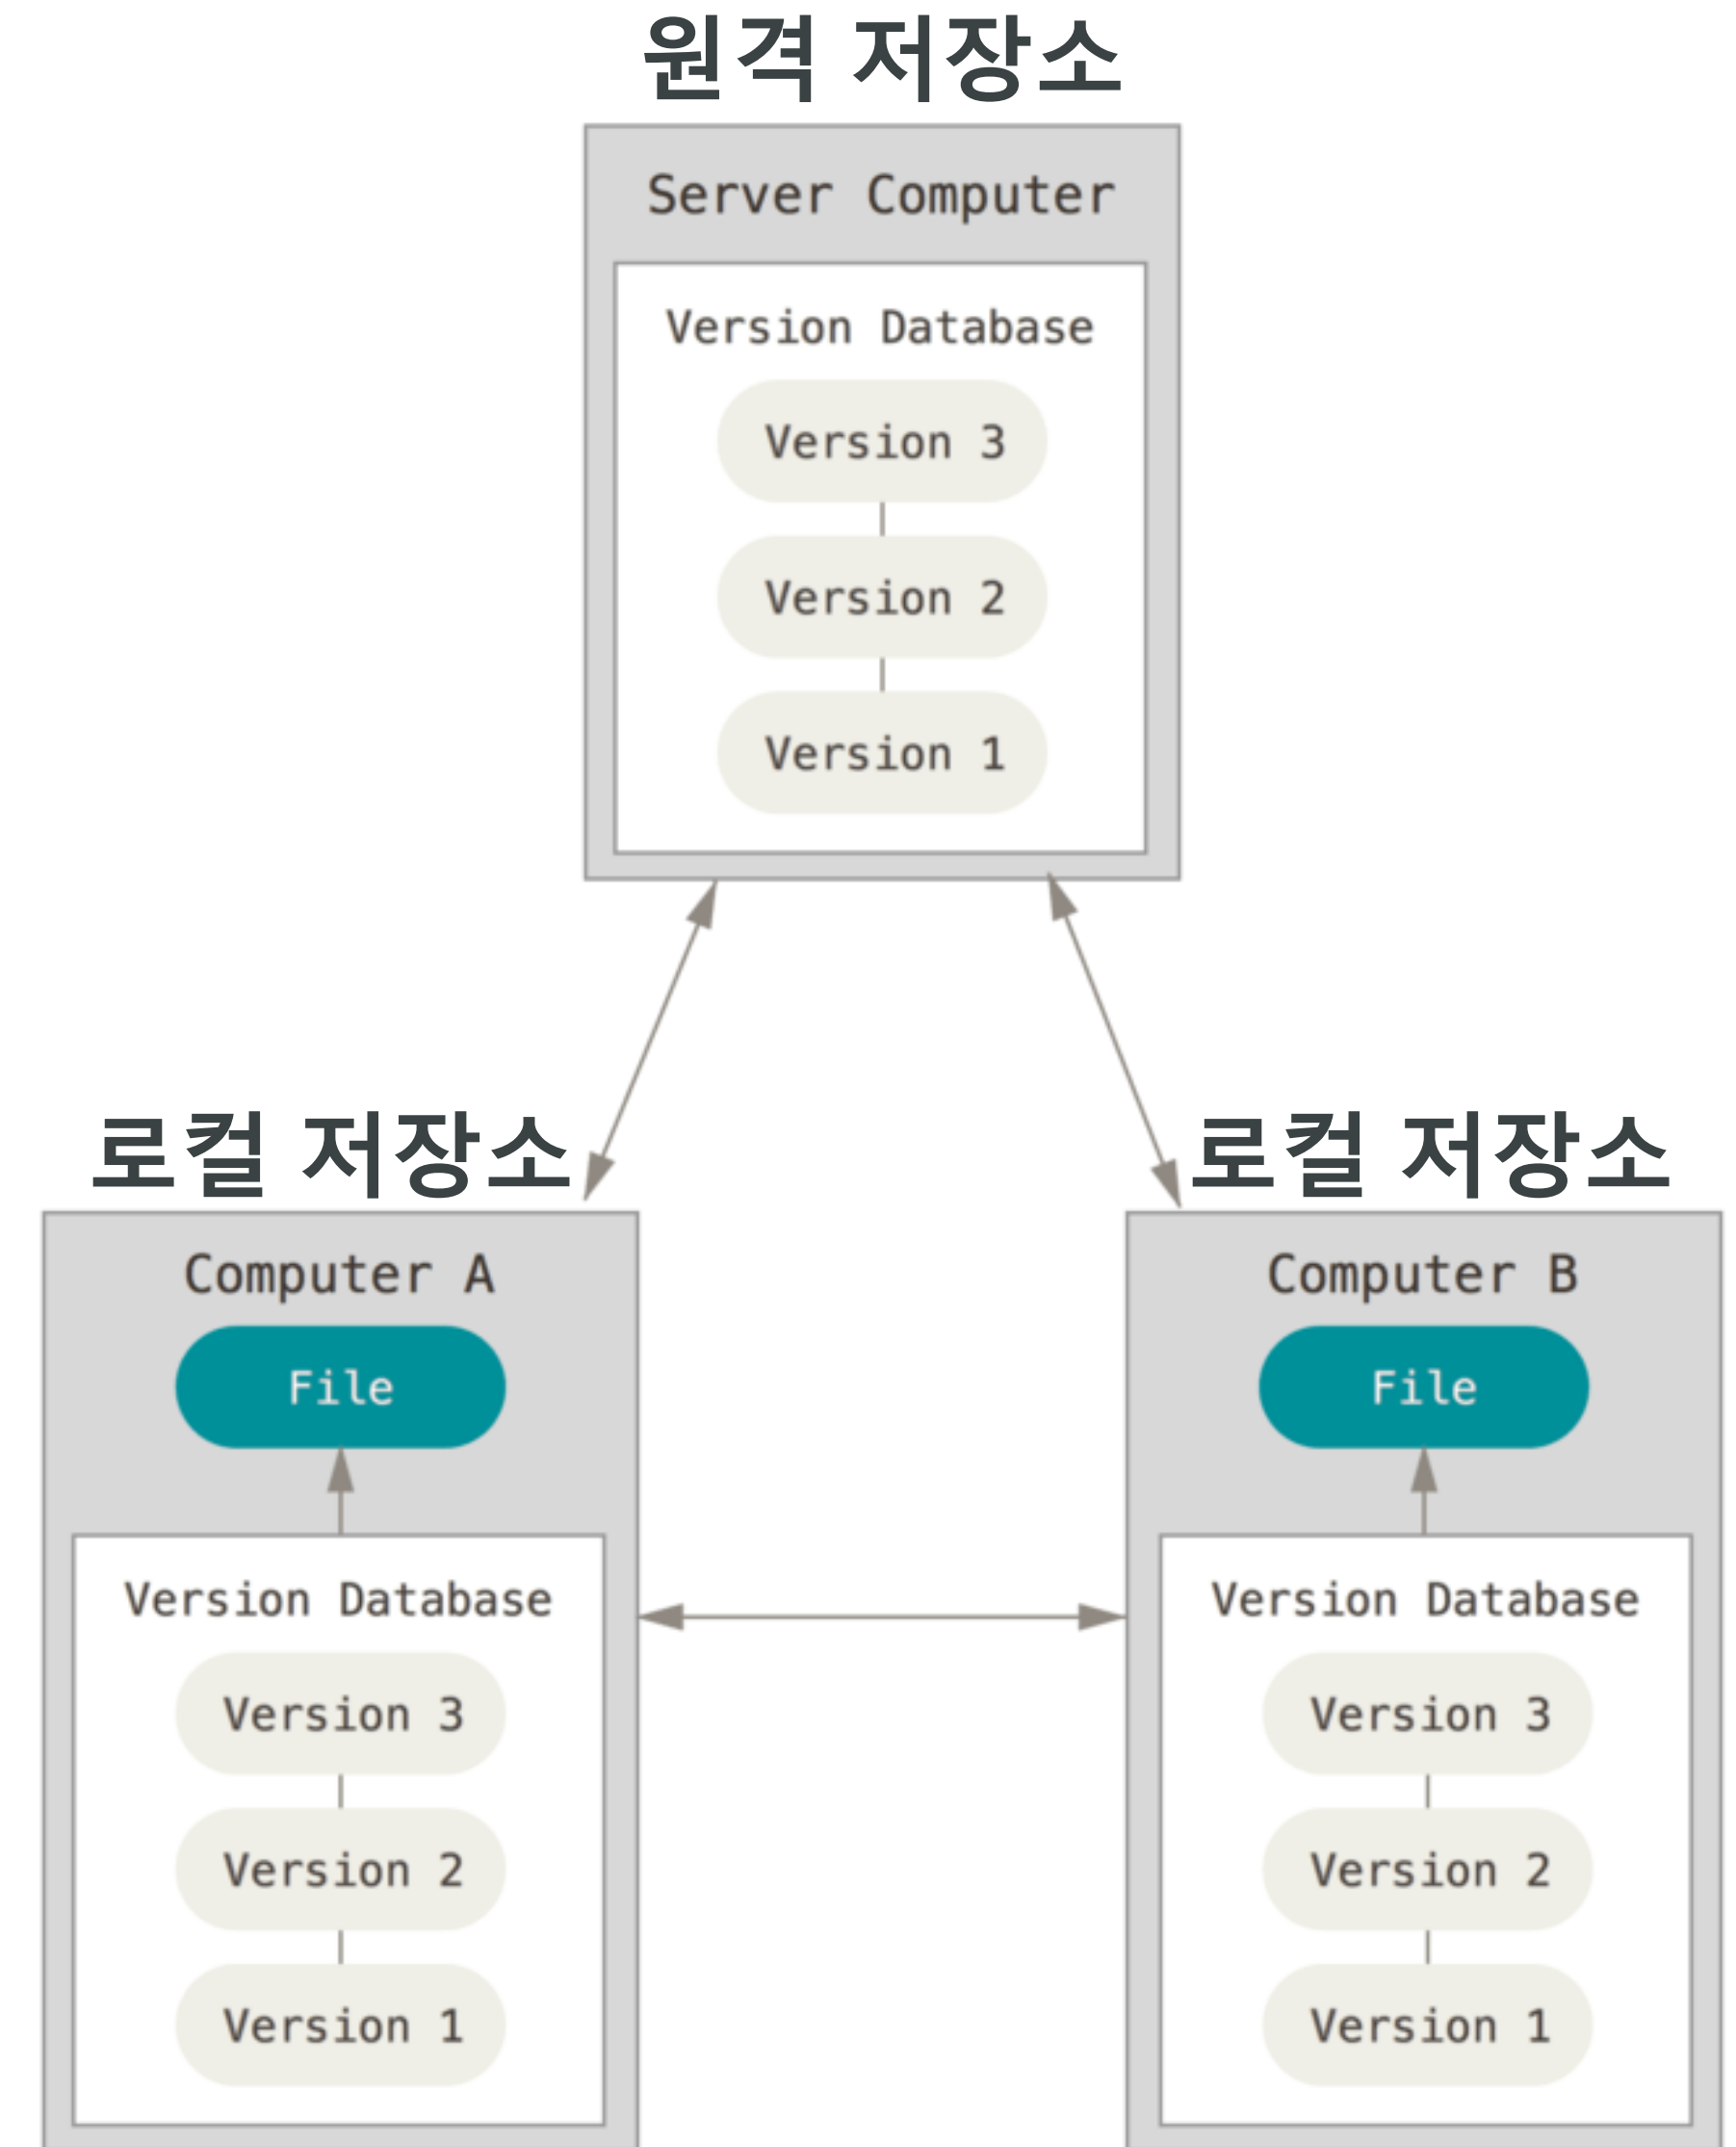 원격 저장소
Server Computer
Version Database
Version 3
Version 2
Version 1
로컬 저장소
Computer A
File
Version Database
Version 3
Version 2
Version 1
로컬 저장소
Computer B
File
Version Database
Version 3
Version 2
Version 1